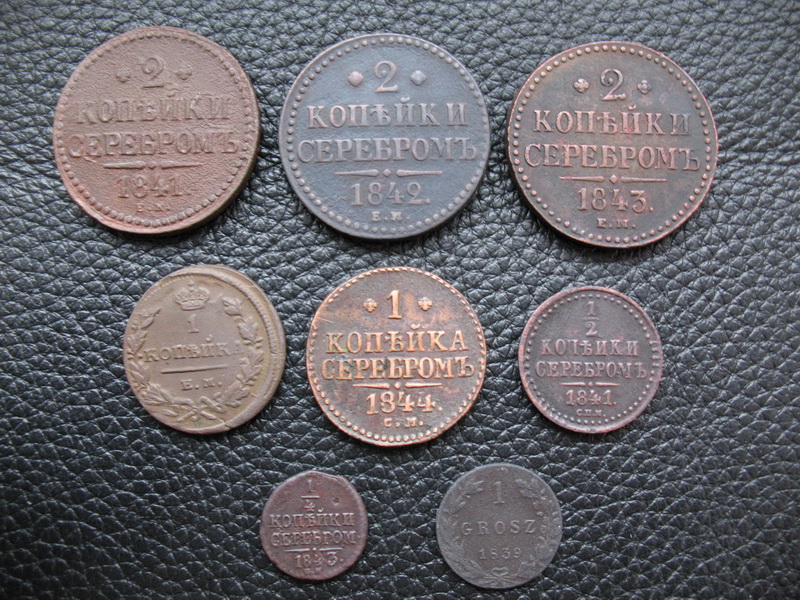 2
КОПѢЙКИ
СЕРЕБРОМЪ
1841.
2
КОПѢЙКИ
СЕРЕБРОМЪ
1842.
Е.М.
2
КОПѢЙКИ
СЕРЕБРОМЪ
1843.
Е.М.
1
КОПѢЙКА
Е.М.
1
КОПѢЙКА
СЕРЕБРОМЪ
1844.
С.М.
1/2
КОПѢЙКИ
СЕРЕБРОМЪ
1841.
С.П.М.
1/4
КОПѢЙКИ
СЕРЕБРОМ
1843.
1
GROSZ
1839